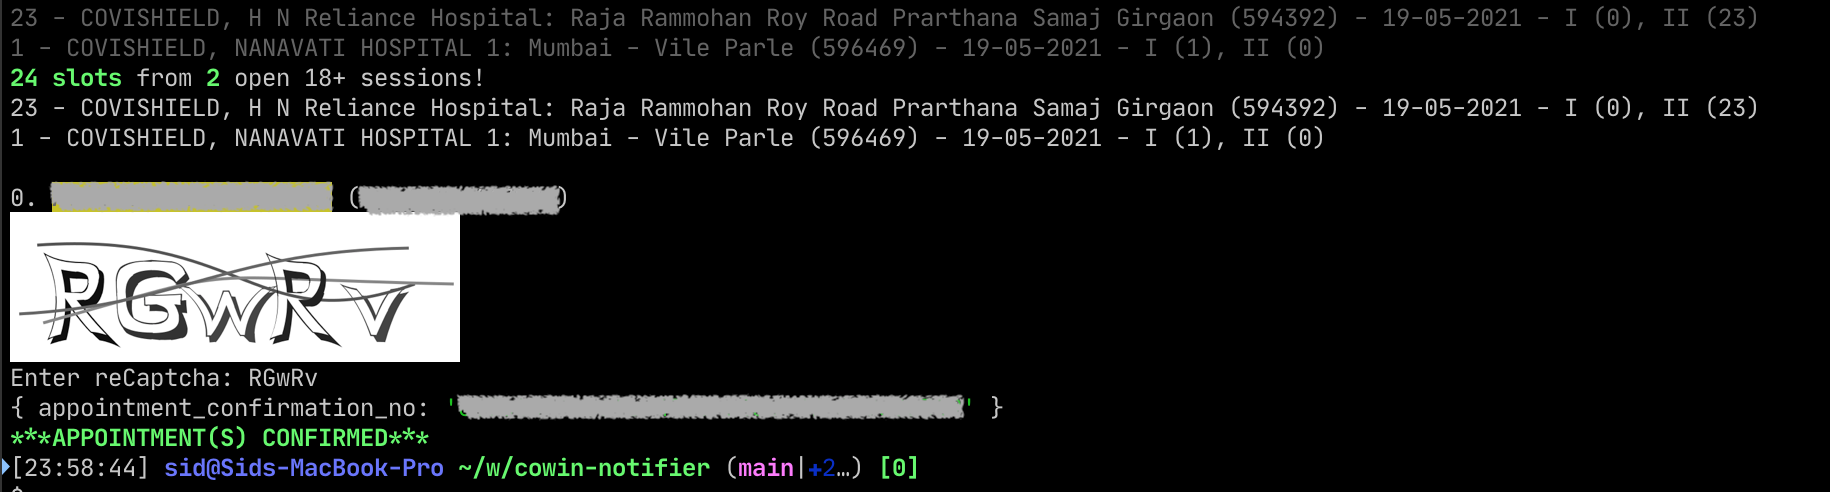 23 - COVISHIELD, H N Reliance Hospital: Raja Rammohan Roy Road Prarthana Samaj Girgaon (594392) - 19-05-2021 - I (0), II (23)
1 - COVISHIELD, NANAVATI HOSPITAL 1: Mumbai - Vile Parle (596469) - 19-05-2021 - I (1), II (0)
24 slots from 2 open 18+ sessions!
23 - COVISHIELD, H N Reliance Hospital: Raja Rammohan Roy Road Prarthana Samaj Girgaon (594392) - 19-05-2021 - I (0), II (23)
1 - COVISHIELD, NANAVATI HOSPITAL 1: Mumbai - Vile Parle (596469) - 19-05-2021 - I (1), II (0)
0. ( )
RGwRv
Enter reCaptcha: RGwRv
{ appointment_confirmation_no: ' ' }
***APPOINTMENT(S) CONFIRMED***
[23:58:44] sid@Sids-MacBook-Pro ~/w/cowin-notifier (main|+2…) [0]